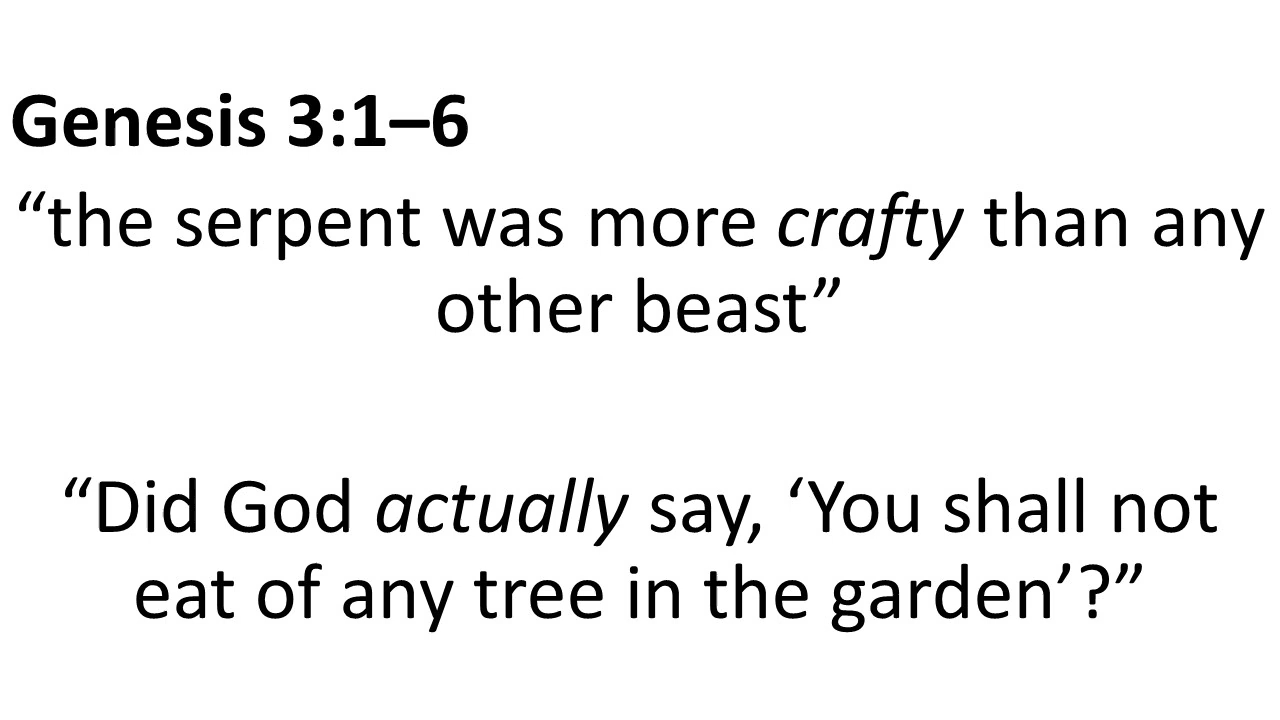 Genesis 3:1–6
“the serpent was more crafty than any
other beast”
“Did God actually say, ‘You shall not
eat of any tree in the garden’?”